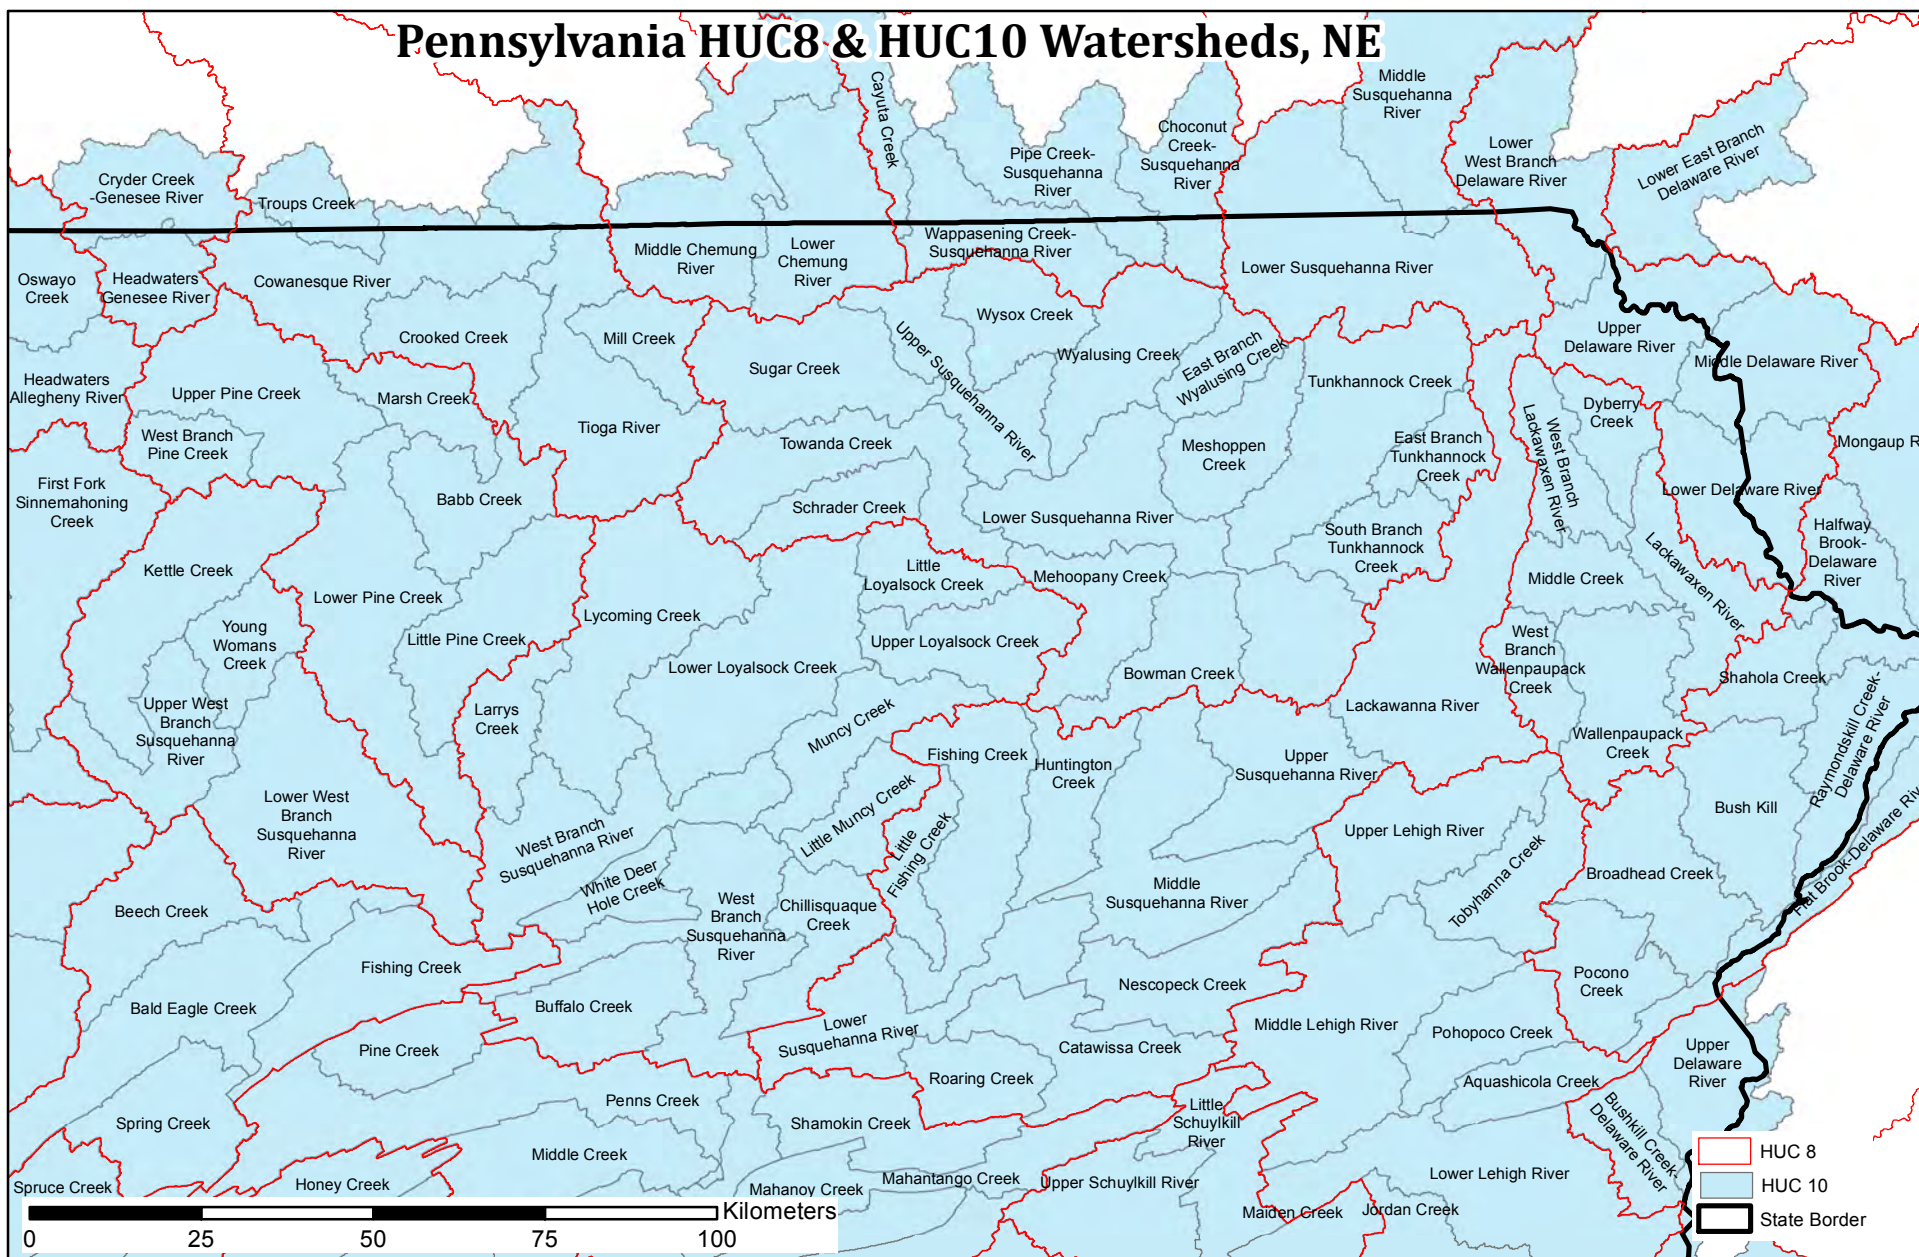 Pennsylvania HUC8 & HUC10 Watersheds, NE
Middle
Susquehanna
River
Cayuta Creek
Choconut
Creek-
Susquehanna
River
Pipe Creek-
Susquehanna
River
Lower
West Branch
Delaware River
Lower East Branch
Delaware River
Cryder Creek
-Genesee River
Troups Creek
Wappasening Creek-
Susquehanna River
Middle Chemung
River
Lower
Chemung
River
Lower Susquehanna River
Oswayo
Creek
Headwaters
Genesee River
Cowanesque River
Crooked Creek
Mill Creek
Wysox Creek
Upper
Delaware River
Middle Delaware River
Upper Susquehanna River
Wyalusing Creek
East Branch
Wyalusing Creek
Sugar Creek
Tunkhannock Creek
Headwaters
Allegheny River
Upper Pine Creek
Marsh Creek
Dyberry
Creek
West Branch
Lackawaxen River
West Branch
Pine Creek
Tioga River
Towanda Creek
Meshoppen
Creek
East Branch
Tunkhannock
Creek
Mongaup R
First Fork
Sinnemahoning
Creek
Babb Creek
Schrader Creek
Lower Susquehanna River
Lower Delaware River
South Branch
Tunkhannock
Creek
Halfway
Brook-
Delaware
River
Kettle Creek
Lower Pine Creek
Lycoming Creek
Little
Loyalsock Creek
Mehoopany Creek
Middle Creek
Lackawaxen River
Young
Womans
Creek
Little Pine Creek
Lower Loyalsock Creek
Upper Loyalsock Creek
Bowman Creek
West
Branch
Wallenpaupack
Creek
Shahola Creek
Upper West
Branch
Susquehanna
River
Larrys
Creek
Muncy Creek
Lackawanna River
Wallenpaupack
Creek
Raymondskill Creek-
Delaware River
Fishing Creek
Huntington
Creek
Upper
Susquehanna River
Lower West
Branch
Susquehanna
River
West Branch
Susquehanna River
Little Muncy Creek
Little
Fishing Creek
Upper Lehigh River
Bush Kill
Tobyhanna Creek
Broadhead Creek
Flat Brook-Delaware Riv
White Deer
Hole Creek
Beech Creek
West
Branch
Susquehanna
River
Chillisquaque
Creek
Middle
Susquehanna River
Fishing Creek
Bald Eagle Creek
Buffalo Creek
Nescopeck Creek
Pocono
Creek
Lower
Susquehanna River
Middle Lehigh River
Pohopoco Creek
Pine Creek
Catawissa Creek
Upper
Delaware
River
Roaring Creek
Aquashicola Creek
Penns Creek
Spring Creek
Shamokin Creek
Little
Schuylkill
River
Bushkill Creek-
Delaware River
Middle Creek
Spruce Creek
Honey Creek
Mahanoy Creek
Mahantango Creek
Upper Schuylkill River
Lower Lehigh River
Maiden Creek
Jordan Creek
HUC 8
HUC 10
State Border
Kilometers
0 25 50 75 100